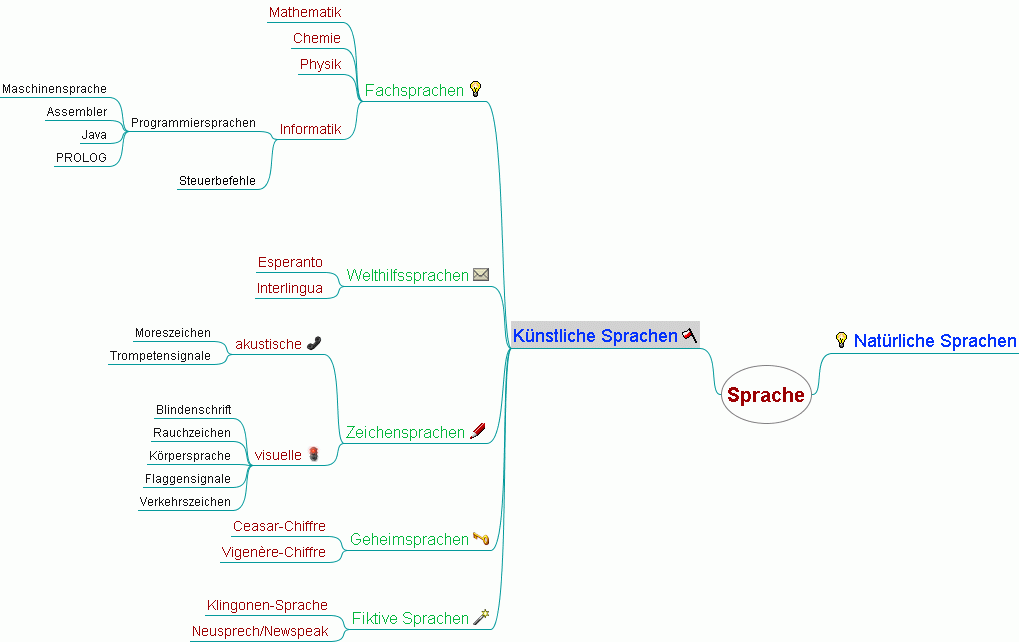 Mathematik
Chemie
Physik
Fachsprachen
Maschinensprache
Assembler
Programmiersprachen
Informatik
Java
PROLOG
Steuerbefehle
Esperanto
Welthilfssprachen
Interlingua
Moreszeichen
akustische
Trompetensignale
Künstliche Sprachen
Natürliche Sprachen
Sprache
Blindenschrift
Rauchzeichen
Zeichensprachen
Körpersprache
visuelle
Flaggensignale
Verkehrszeichen
Ceasar-Chiffre
Geheimsprachen
Vigenère-Chiffre
Klingonen-Sprache
Fiktive Sprachen
Neusprech/Newspeak